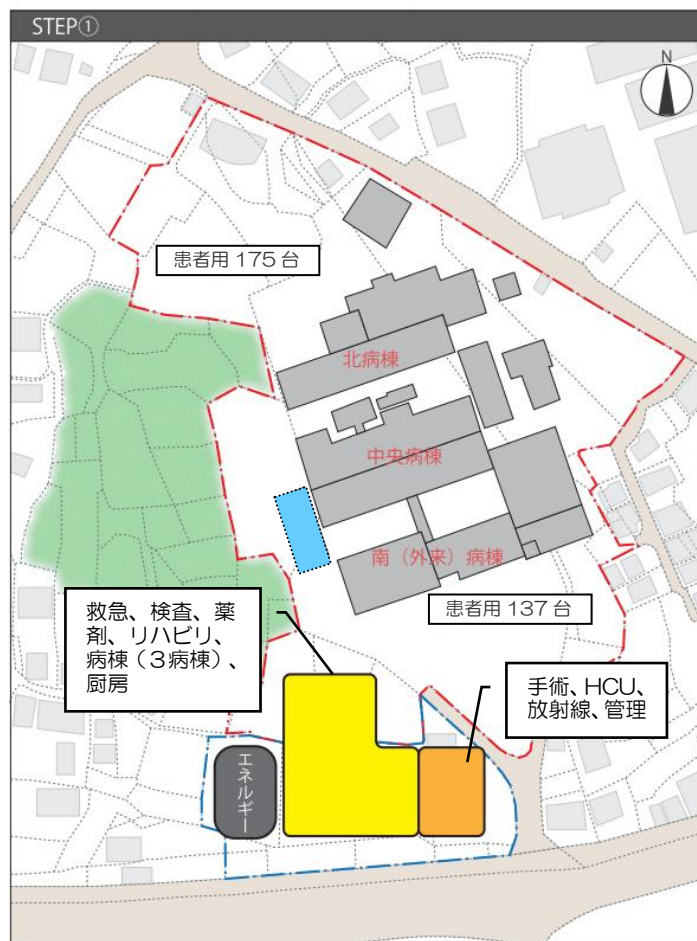 STEP①
N
患者用 175 台
北病棟
中央病棟
南（外来）病棟
患者用 137 台
救急、検査、薬
剤、リハビリ、
病棟（３病棟）、
厨房
手術、HCU、
放射線、管理
エネルギー